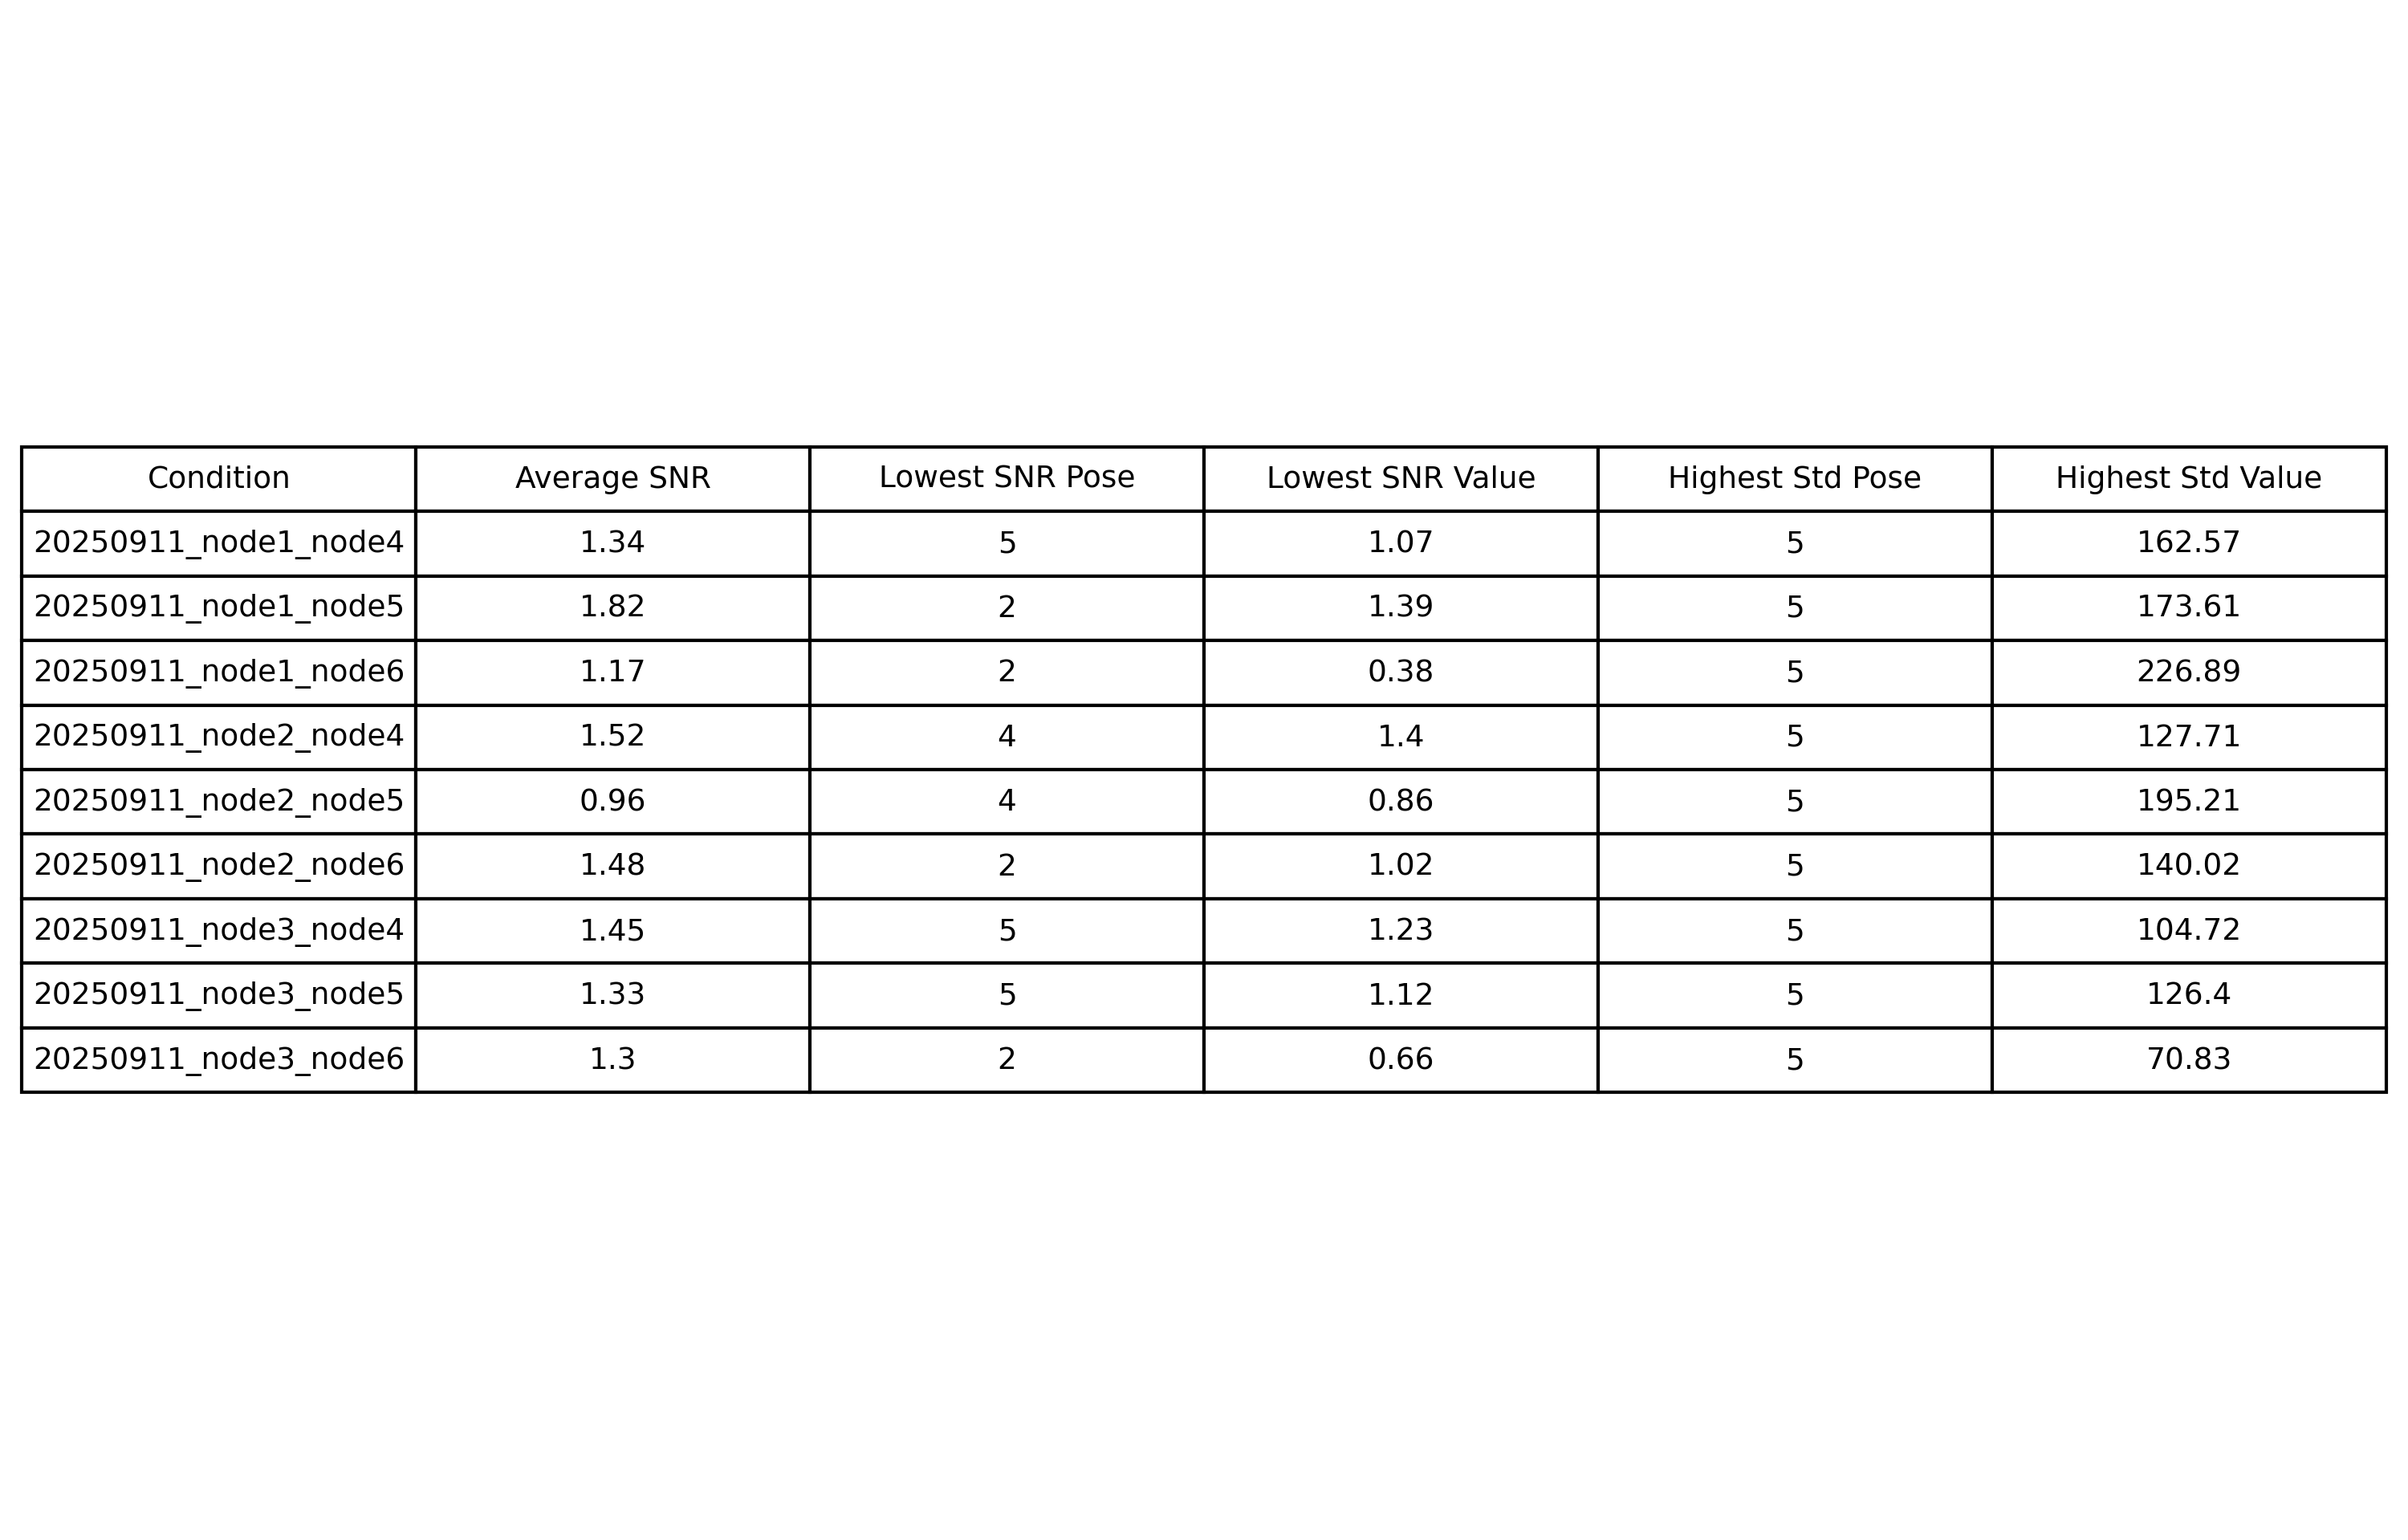 Condition Average SNR Lowest SNR Pose Lowest SNR Value Highest Std Pose Highest Std Value
20250911_node1_node4 1.34 5 1.07 5 162.57
20250911_node1_node5 1.82 2 1.39 5 173.61
20250911_node1_node6 1.17 2 0.38 5 226.89
20250911_node2_node4 1.52 4 1.4 5 127.71
20250911_node2_node5 0.96 4 0.86 5 195.21
20250911_node2_node6 1.48 2 1.02 5 140.02
20250911_node3_node4 1.45 5 1.23 5 104.72
20250911_node3_node5 1.33 5 1.12 5 126.4
20250911_node3_node6 1.3 2 0.66 5 70.83